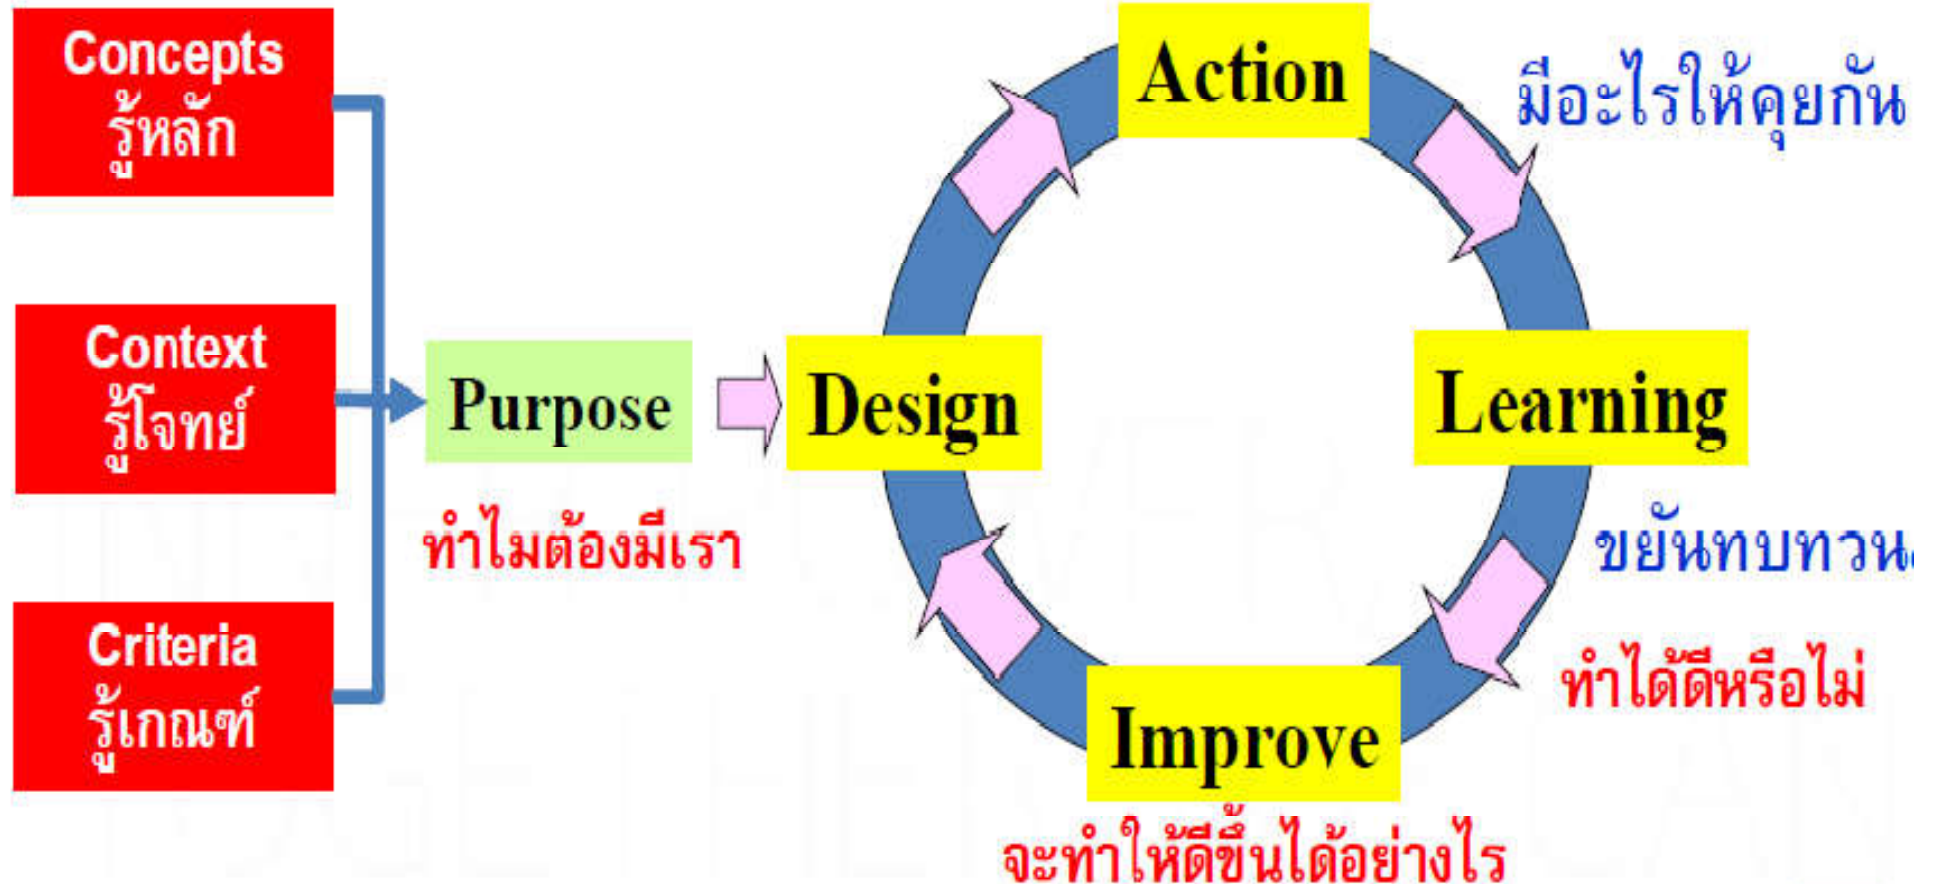 Concepts
รู้หลัก
Context
รู้โจทย์
Criteria
รู้เกณฑ์
Purpose
ทำไมต้องมีเรา
Design
Action
มีอะไรให้คุยกัน
Learning
ขยันทบทวน
ทำได้ดีหรือไม่
Improve
จะทำให้ดีขึ้นได้อย่างไร